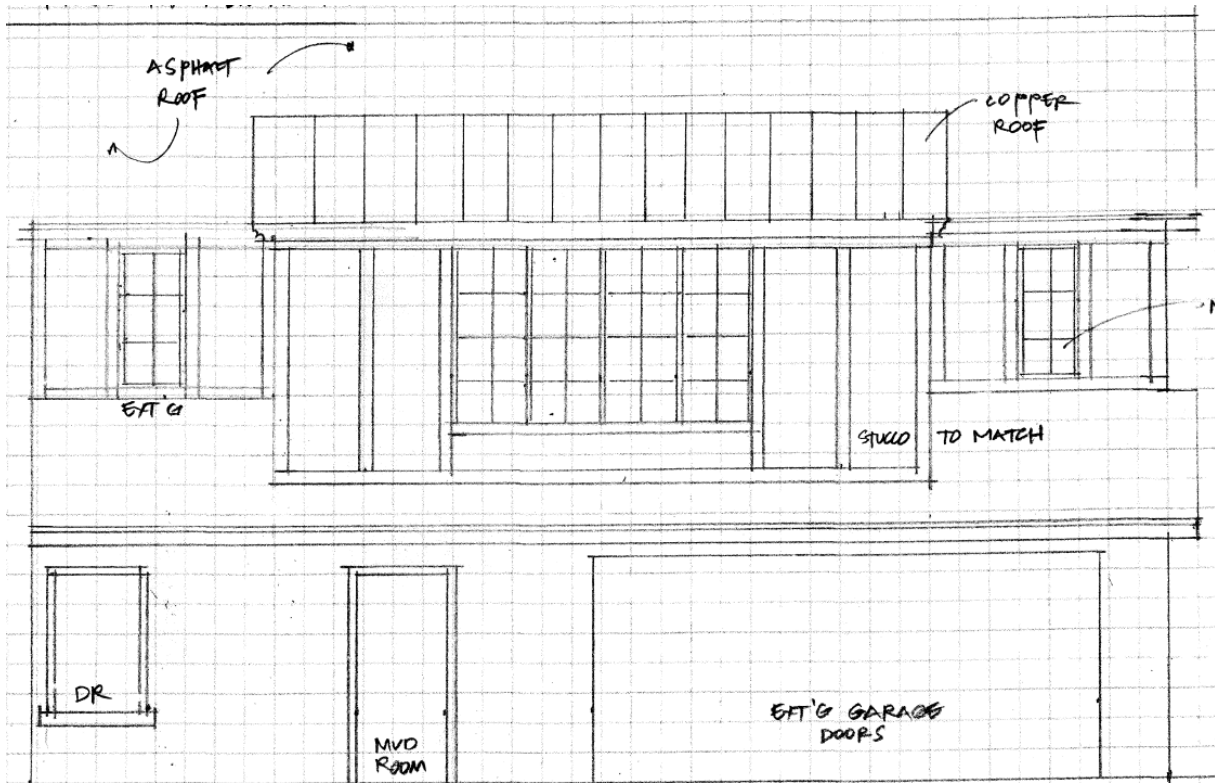 ASPHALT
ROOF
COPPER
ROOF
EXT'G
STUCCO TO MATCH
DR
MUD
ROOM
EXT'G GARAGE
DOORS